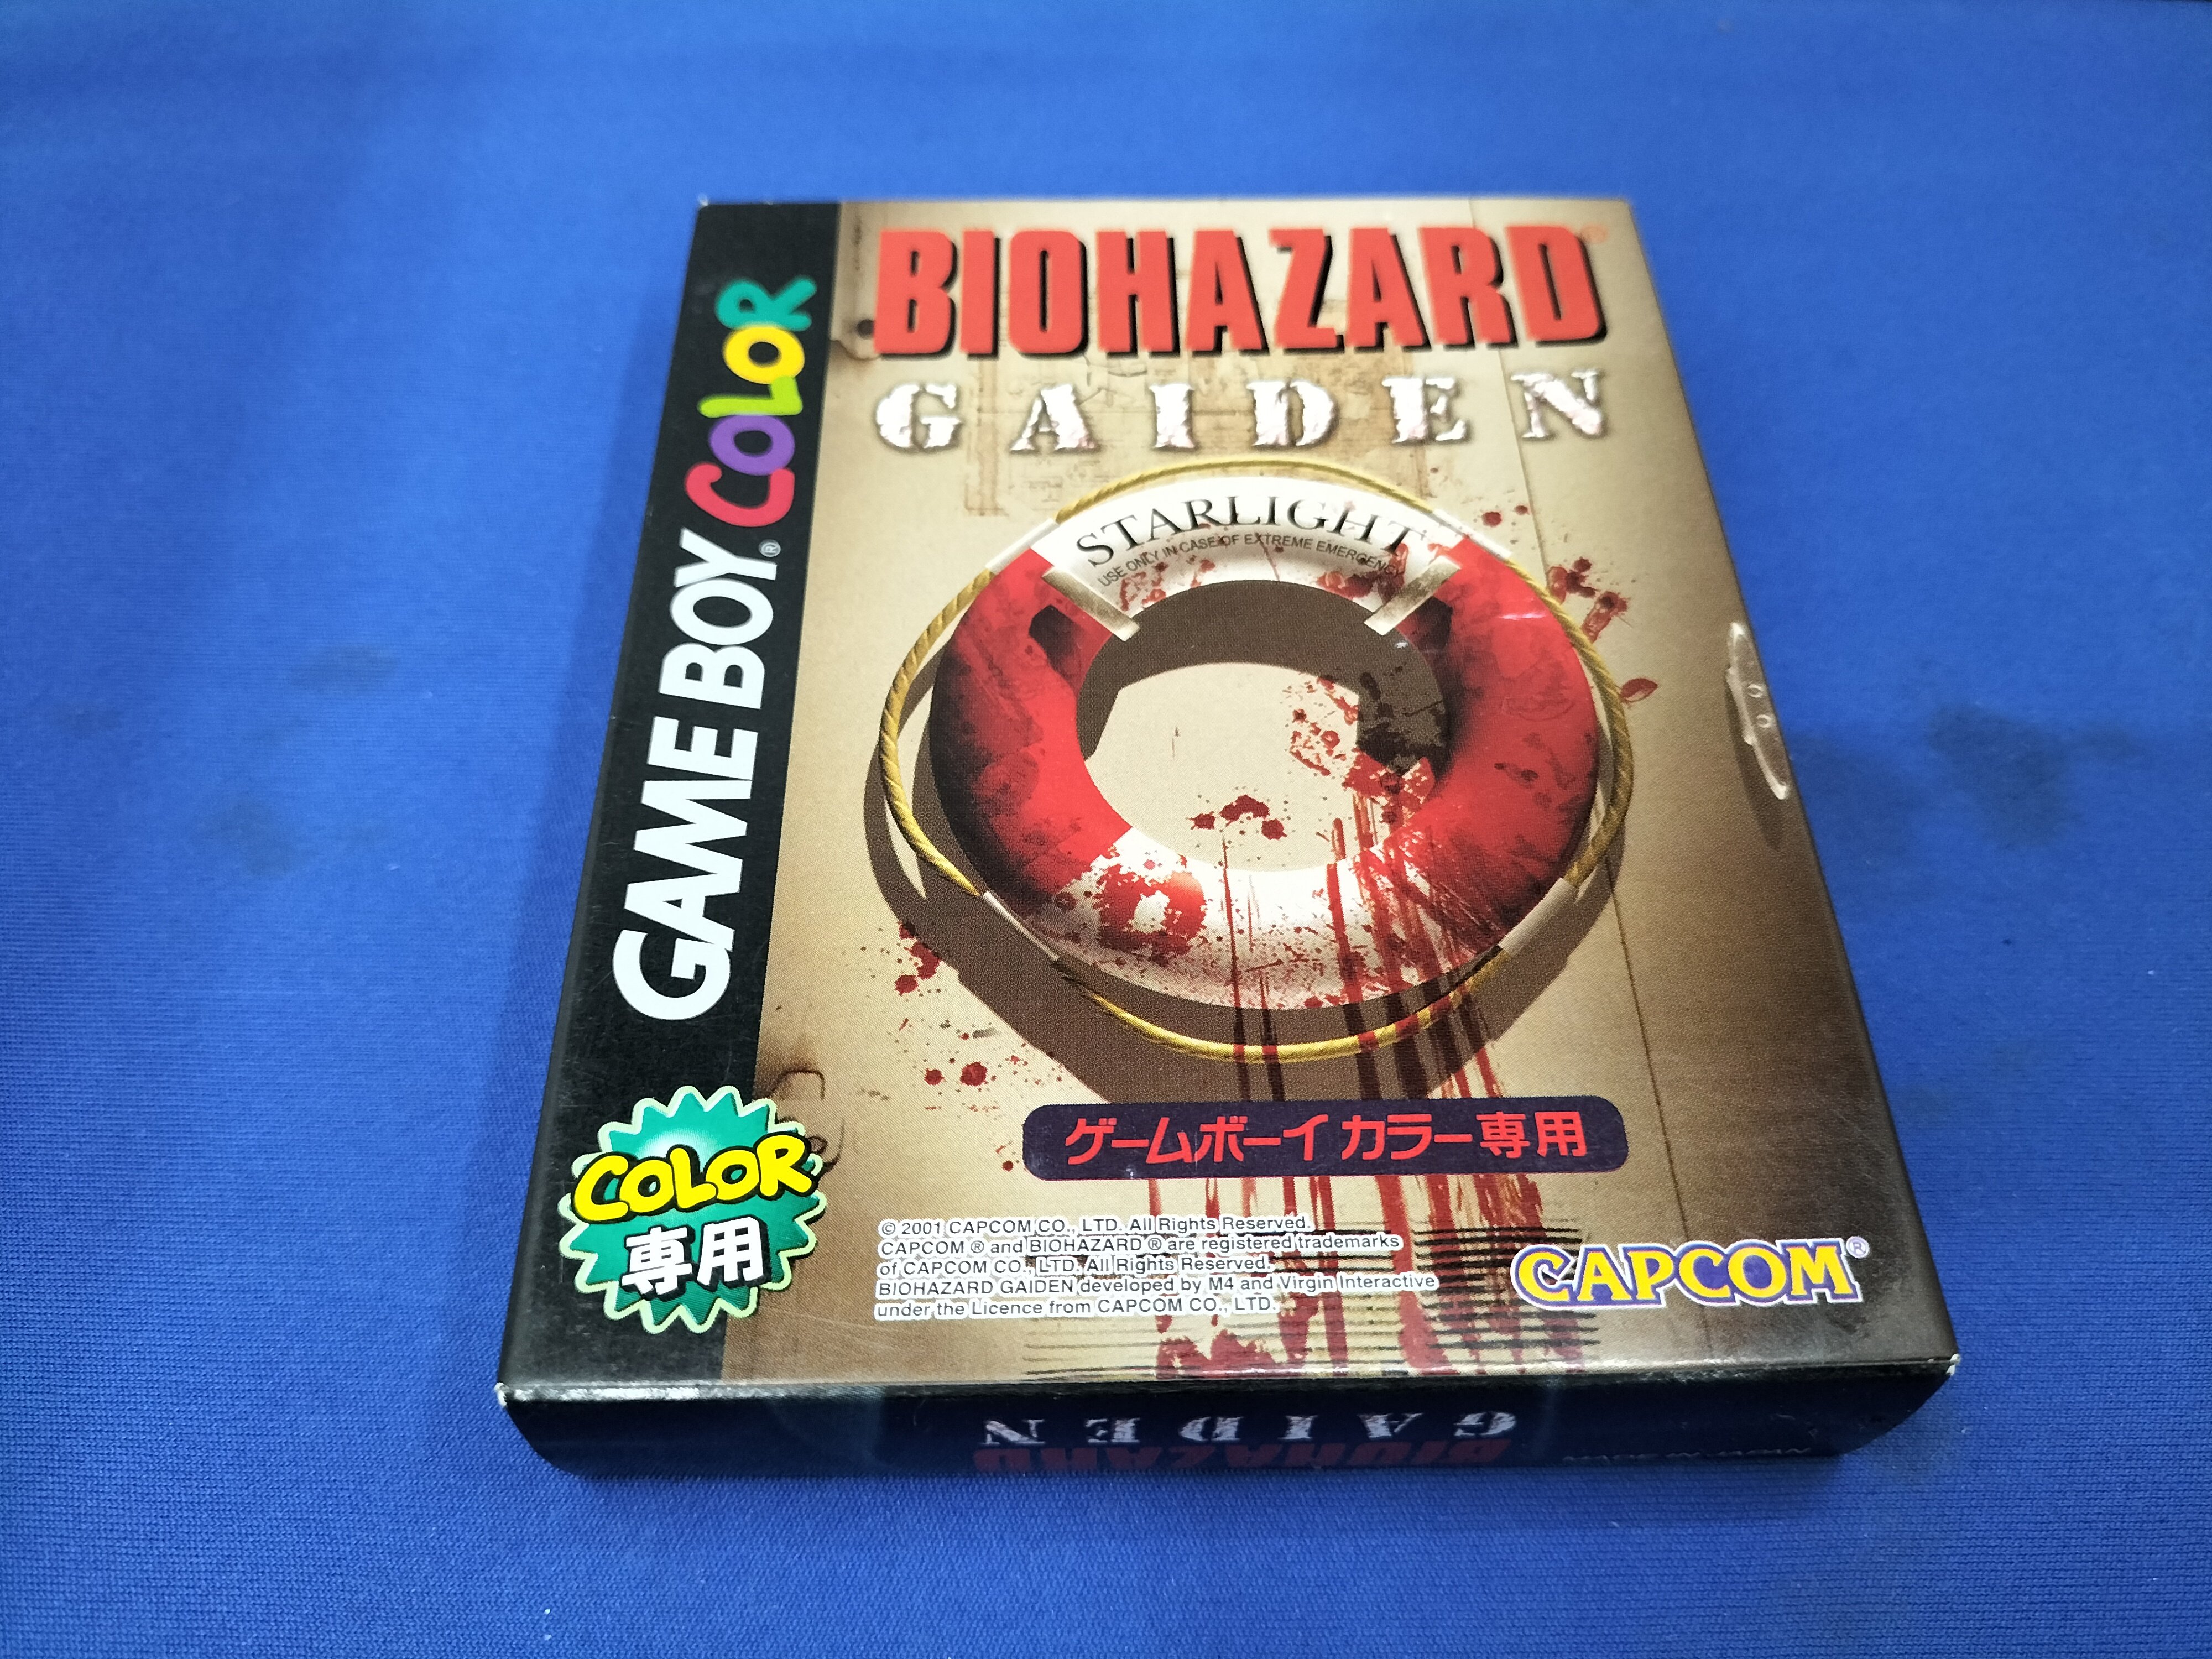 BIOHAZARD®
GAIDEN
STARLIGHT
USE ONLY IN CASE OF EXTREME EMERGENCY
GAME BOY® COLOR
COLOR
専用
ゲームボーイ カラー専用
© 2001 CAPCOM CO., LTD. All Rights Reserved.
CAPCOM ® and BIOHAZARD ® are registered trademarks
of CAPCOM CO., LTD. All Rights Reserved.
BIOHAZARD GAIDEN developed by M4 and Virgin Interactive
under the Licence from CAPCOM CO., LTD.
CAPCOM®
BIOHAZARD
GAIDEN
MADE IN JAPAN